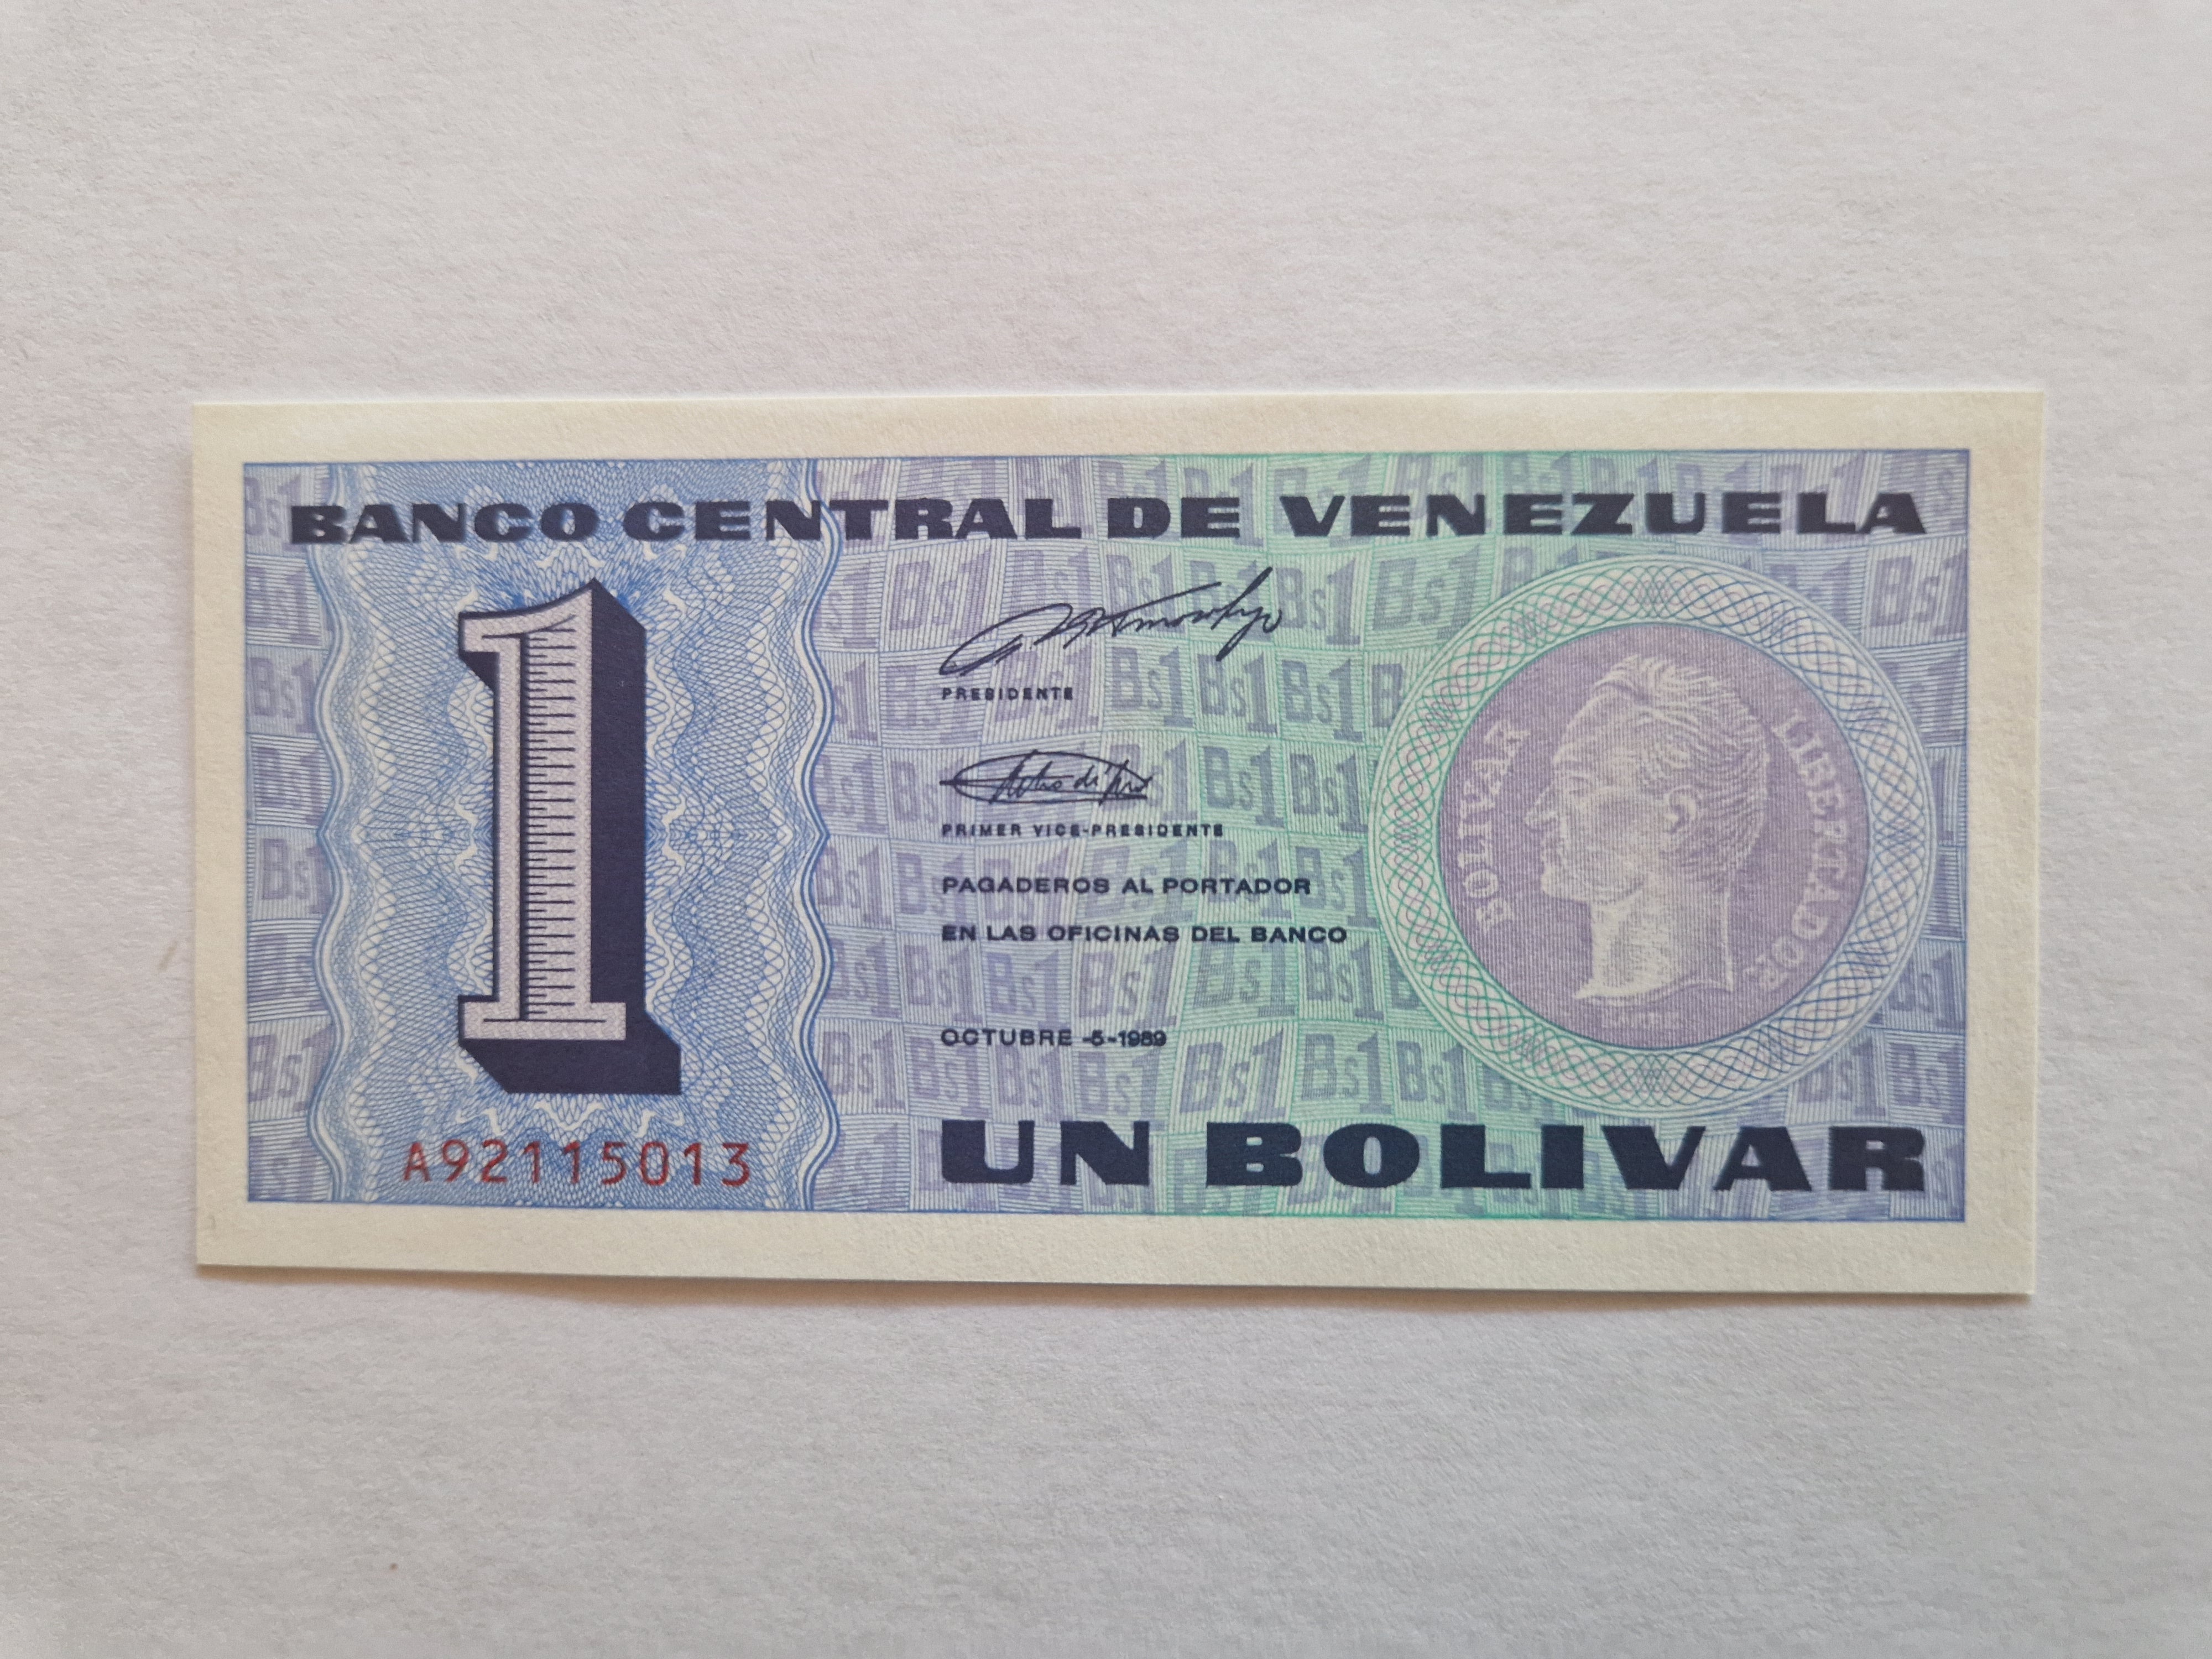 BANCO CENTRAL DE VENEZUELA
1
PRESIDENTE
PRIMER VICE-PRESIDENTE
PAGADEROS AL PORTADOR
EN LAS OFICINAS DEL BANCO
OCTUBRE -5-1989
BOLIVAR LIBERTADOR
A92115013
UN BOLIVAR
Bs1